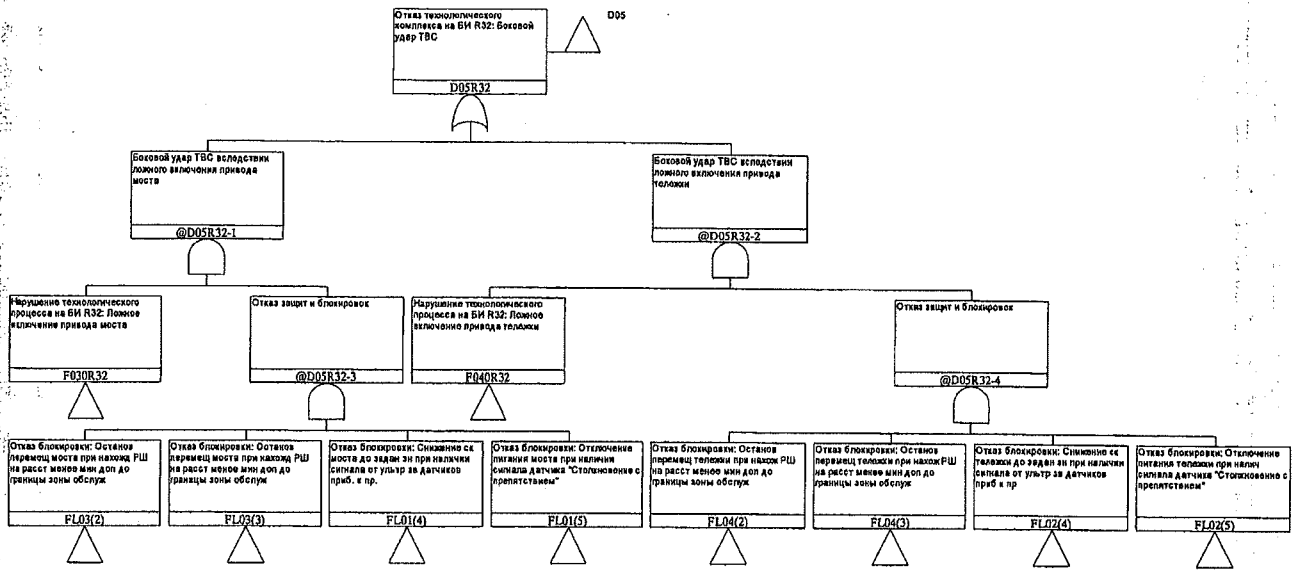 Отказ технологического
комплекса на БИ R32: Боковой
удар ТВС
D05
D05R32
Боковой удар ТВС вследствии
ложного включения привода
моста
@D05R32-1
Боковой удар ТВС вследствии
ложного включения привода
тележки
@D05R32-2
Нарушение технологического
процесса на БИ R32: Ложное
включение привода моста
F030R32
Отказ защит и блокировок
@D05R32-3
Нарушение технологического
процесса на БИ R32: Ложное
включение привода тележки
F040R32
Отказ защит и блокировок
@D05R32-4
Отказ блокировки: Останов
перемещ моста при нахожд РШ
на расст менее мин доп до
границы зоны обслуж
FL03(2)
Отказ блокировки: Останов
перемещ моста при нахожд РШ
на расст менее мин доп до
границы зоны обслуж
FL03(3)
Отказ блокировки: Снижение ск
моста до задан зн при наличии
сигнала от ультр зв датчиков
приб. к пр.
FL01(4)
Отказ блокировки: Отключение
питания моста при наличии
сигнала датчика "Столкновение с
препятствием"
FL01(5)
Отказ блокировки: Останов
перемещ тележки при нахож РШ
на расст менее мин доп до
границы зоны обслуж
FL04(2)
Отказ блокировки: Останов
перемещ тележки при нахож РШ
на расст менее мин доп до
границы зоны обслуж
FL04(3)
Отказ блокировки: Снижение ск
тележки до задан зн при наличии
сигнала от ультр зв датчиков
приб к пр
FL02(4)
Отказ блокировки: Отключение
питания тележки при налич
сигнала датчика "Столкновение с
препятствием"
FL02(5)